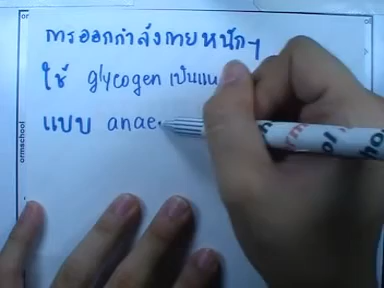 การออกกำลังกายหนักๆ
ใช้ glycogen เป็นแห
แบบ anae
ormschool